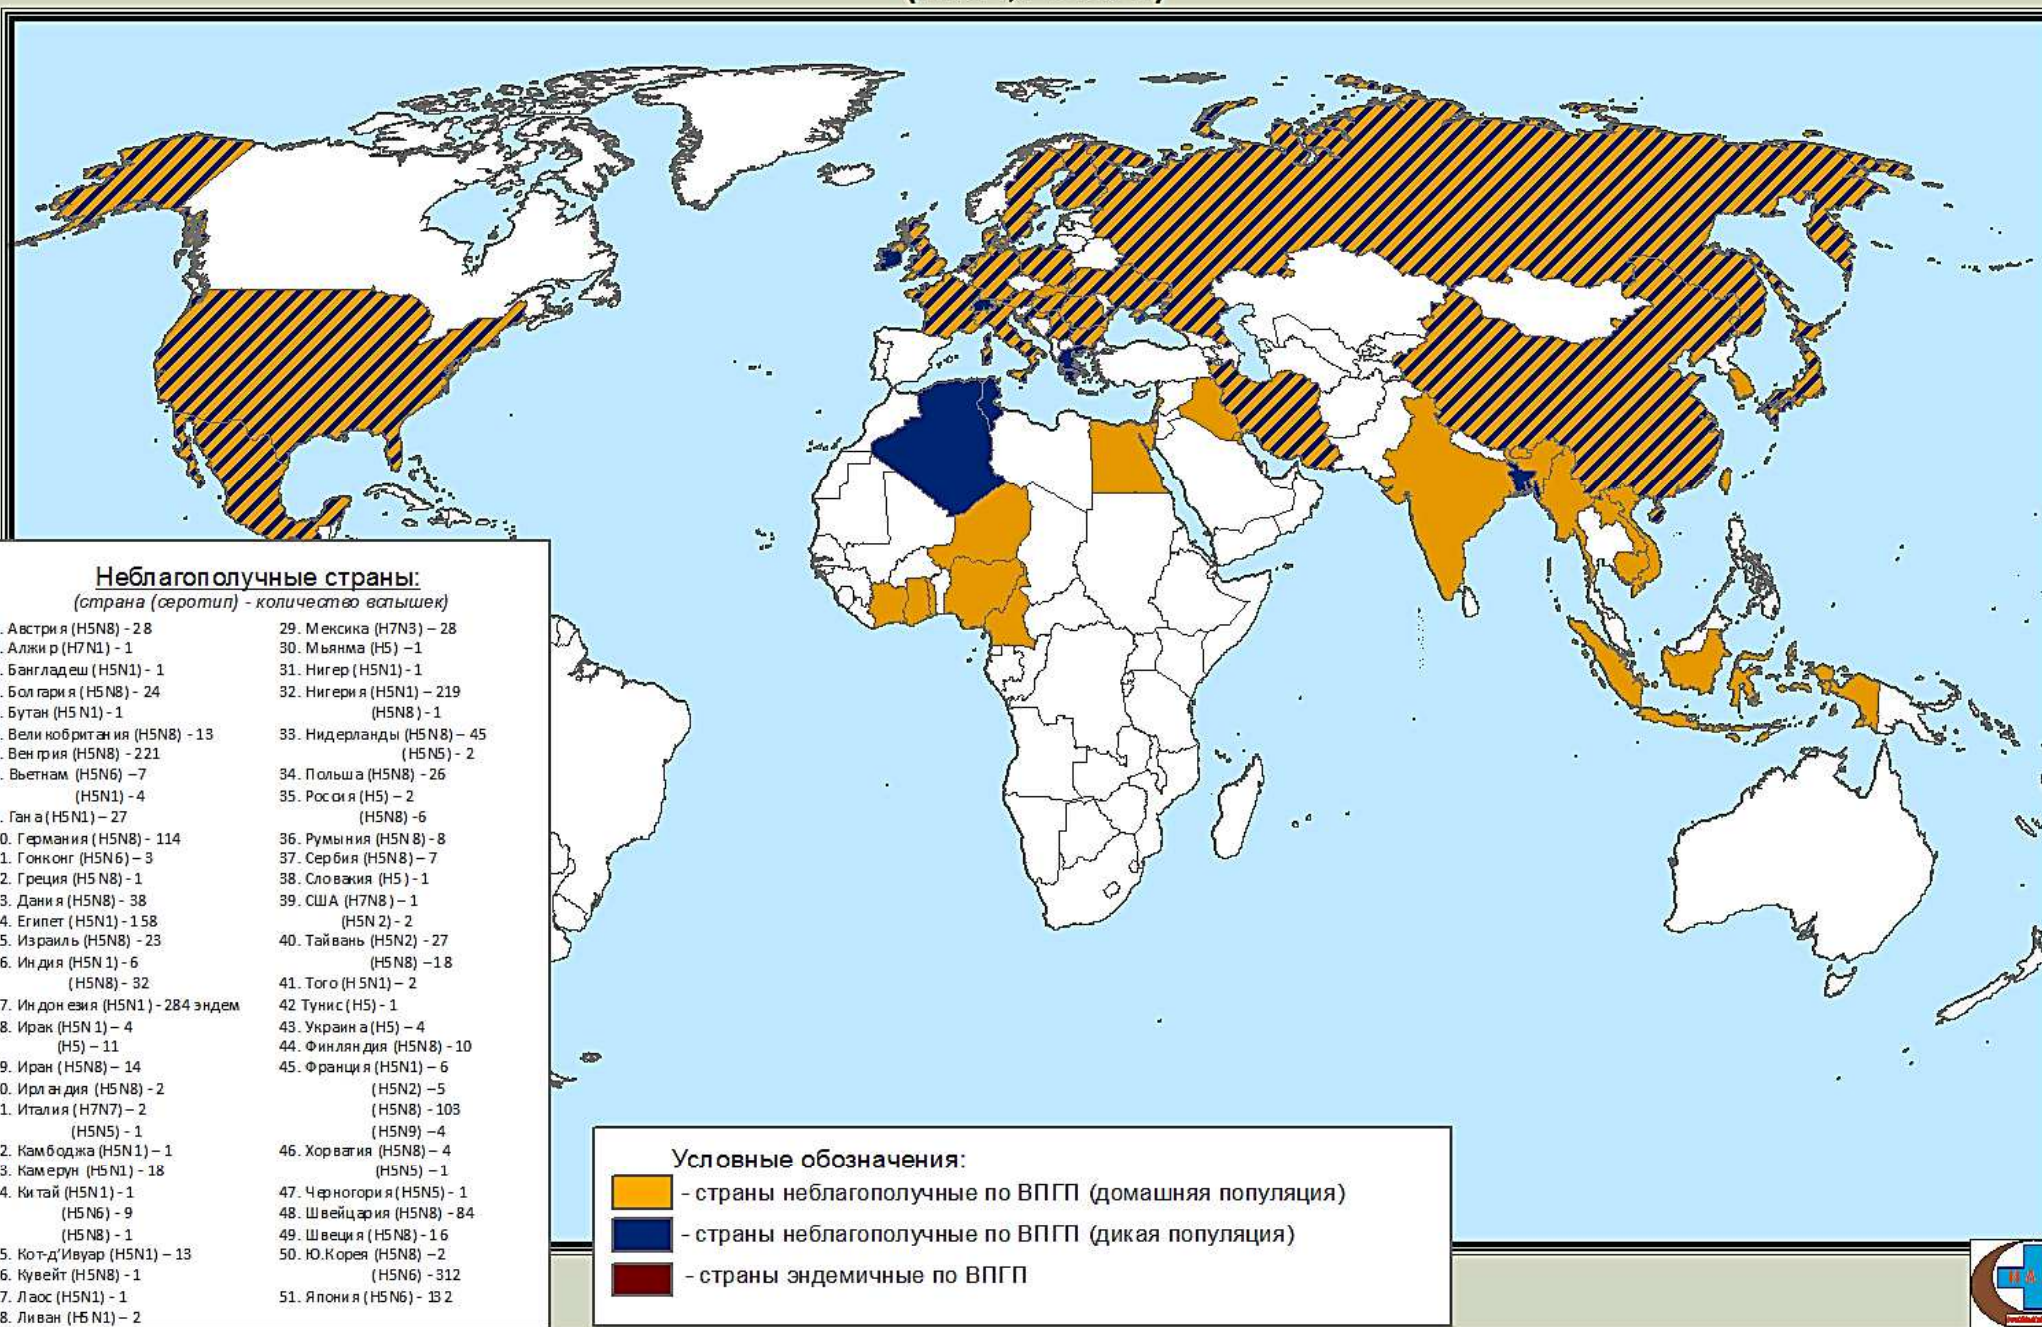 Неблагополучные страны:
(страна (серотип) - количество вспышек)
. Австрия (H5N8) - 28
. Алжир (H7N1) - 1
. Бангладеш (H5N1) - 1
. Болгария (H5N8) - 24
. Бутан (H5N1) - 1
. Великобритания (H5N8) - 13
. Венгрия (H5N8) - 221
. Вьетнам (H5N6) – 7
(H5N1) - 4
. Гана (H5N1) – 27
0. Германия (H5N8) - 114
1. Гонконг (H5N6) – 3
2. Греция (H5N8) - 1
3. Дания (H5N8) - 38
4. Египет (H5N1) - 158
5. Израиль (H5N8) - 23
6. Индия (H5N1) - 6
(H5N8) - 32
7. Индонезия (H5N1) - 284 эндем
8. Ирак (H5N1) – 4
(H5) – 11
9. Иран (H5N8) – 14
0. Ирландия (H5N8) - 2
1. Италия (H7N7) – 2
(H5N5) - 1
2. Камбоджа (H5N1) – 1
3. Камерун (H5N1) - 18
4. Китай (H5N1) - 1
(H5N6) - 9
(H5N8) - 1
5. Кот-д’Ивуар (H5N1) – 13
6. Кувейт (H5N8) - 1
7. Лаос (H5N1) - 1
8. Ливан (H5N1) – 2
29. Мексика (H7N3) – 28
30. Мьянма (H5) – 1
31. Нигер (H5N1) - 1
32. Нигерия (H5N1) – 219
(H5N8) - 1
33. Нидерланды (H5N8) – 45
(H5N5) - 2
34. Польша (H5N8) - 26
35. Россия (H5) – 2
(H5N8) - 6
36. Румыния (H5N8) - 8
37. Сербия (H5N8) – 7
38. Словакия (H5) - 1
39. США (H7N8) – 1
(H5N2) - 2
40. Тайвань (H5N2) - 27
(H5N8) – 18
41. Того (H5N1) – 2
42 Тунис (H5) - 1
43. Украина (H5) – 4
44. Финляндия (H5N8) - 10
45. Франция (H5N1) – 6
(H5N2) – 5
(H5N8) - 103
(H5N9) – 4
46. Хорватия (H5N8) – 4
(H5N5) – 1
47. Черногория (H5N5) - 1
48. Швейцария (H5N8) - 84
49. Швеция (H5N8) - 16
50. Ю.Корея (H5N8) – 2
(H5N6) - 312
51. Япония (H5N6) - 132
Условные обозначения:
- страны неблагополучные по ВПГП (домашняя популяция)
- страны неблагополучные по ВПГП (дикая популяция)
- страны эндемичные по ВПГП